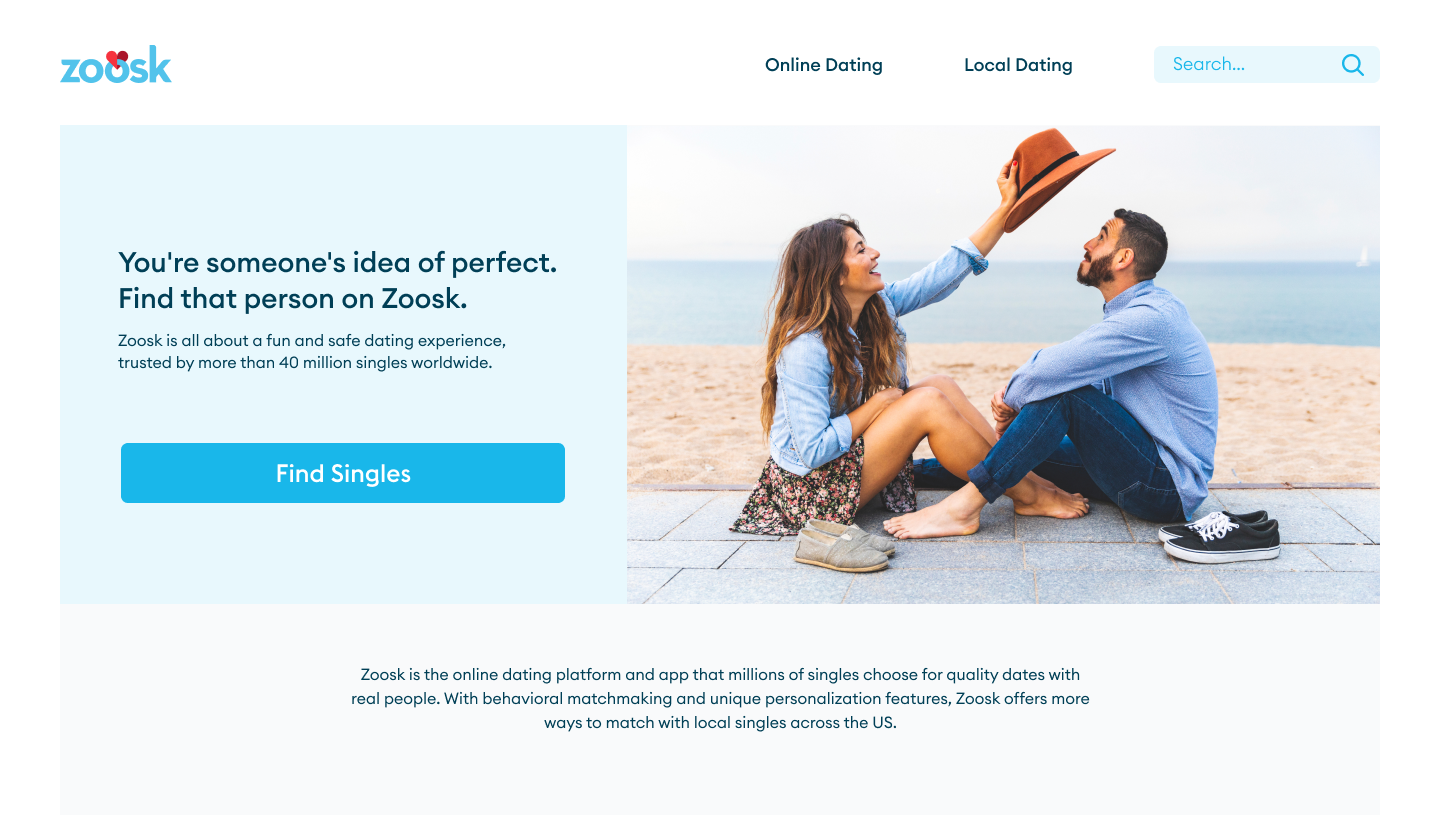 zoosk
Online Dating
Local Dating
Search...
You're someone's idea of perfect.
Find that person on Zoosk.
Zoosk is all about a fun and safe dating experience,
trusted by more than 40 million singles worldwide.
Find Singles
Zoosk is the online dating platform and app that millions of singles choose for quality dates with
real people. With behavioral matchmaking and unique personalization features, Zoosk offers more
ways to match with local singles across the US.